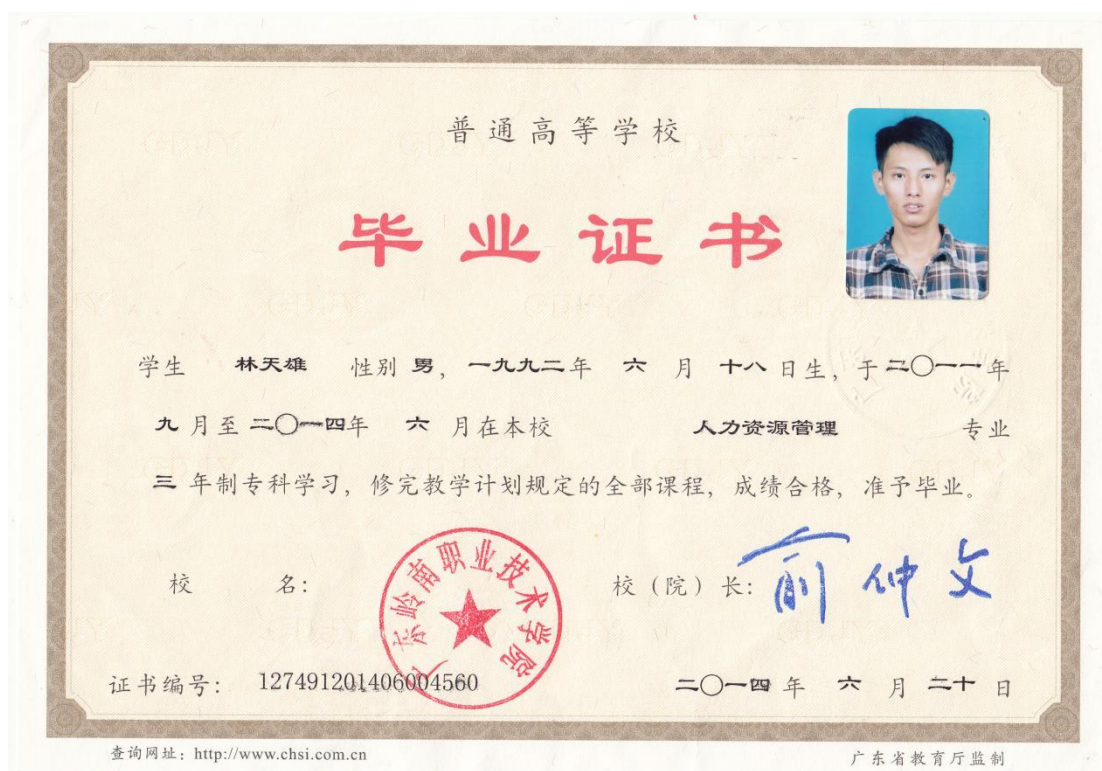 普通高等学校
毕业证书
学生 林天雄 性别 男，一九九二年 六 月 十八 日生，于二〇一一年
九 月至 二〇一四年 六 月在本校 人力资源管理 专业
三 年制专科学习，修完教学计划规定的全部课程，成绩合格，准予毕业。
校 名：
广东岭南职业技术学院
校（院）长：俞仲文
证书编号：127491201406004560
二〇一四 年 六 月 二十 日
查询网址：http://www.chsi.com.cn
广东省教育厅监制